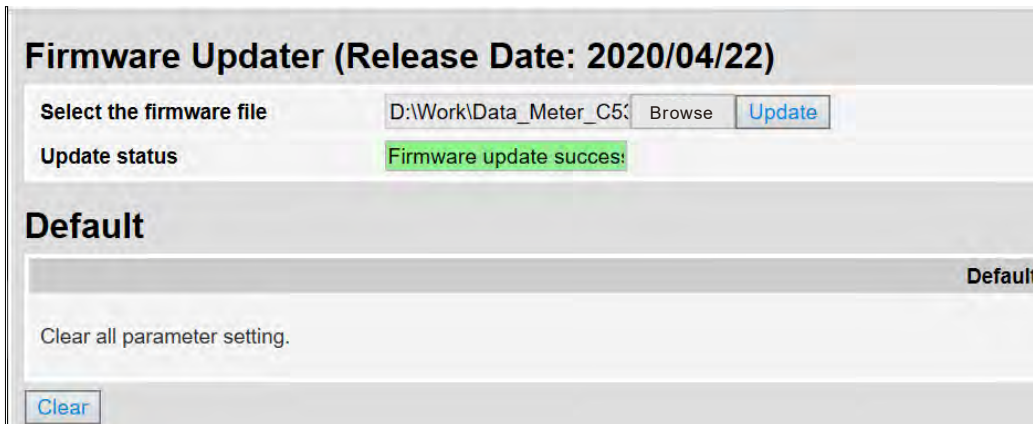 Firmware Updater (Release Date: 2020/04/22)
Select the firmware file D:\Work\Data_Meter_C5 Browse Update
Update status Firmware update success
Default
Default
Clear all parameter setting.
Clear